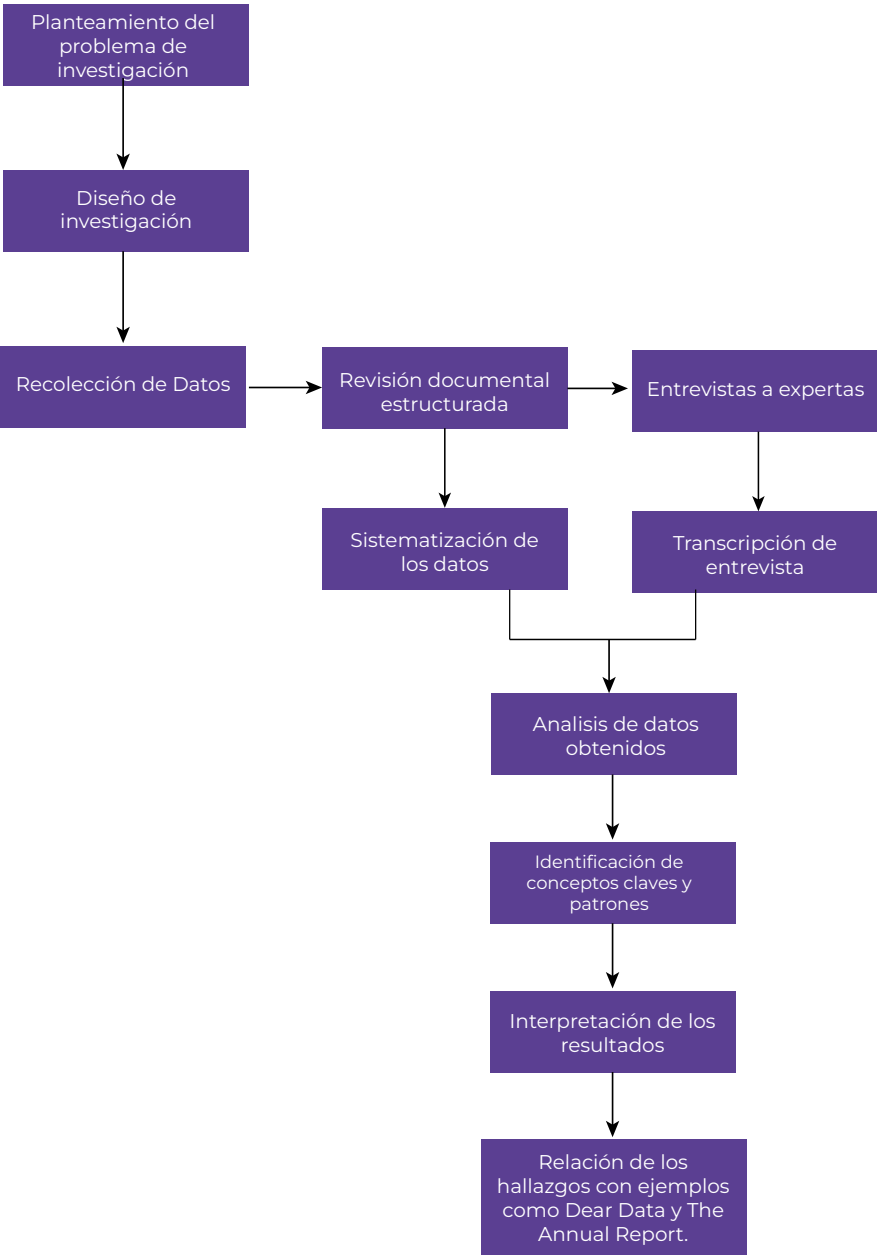 Planteamiento del
problema de
investigación
Diseño de
investigación
Recolección de Datos
Revisión documental
estructurada
Entrevistas a expertas
Sistematización de
los datos
Transcripción de
entrevista
Analisis de datos
obtenidos
Identificación de
conceptos claves y
patrones
Interpretación de los
resultados
Relación de los
hallazgos con ejemplos
como Dear Data y The
Annual Report.